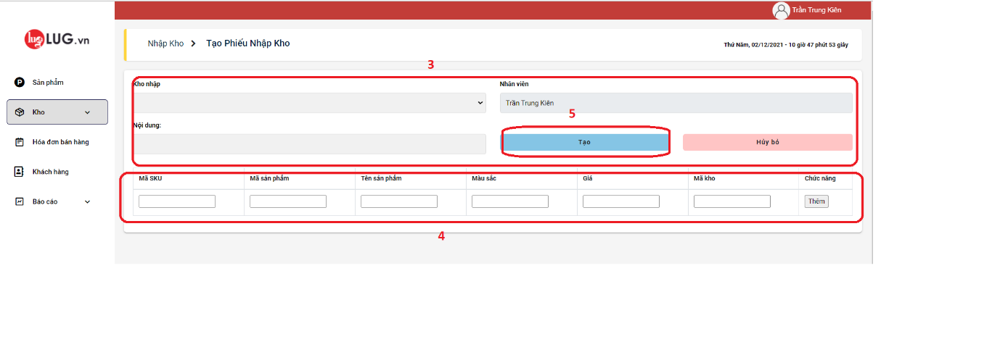 Trần Trung Kiên
lug LUG.vn
Nhập Kho > Tạo Phiếu Nhập Kho
Thứ Năm, 02/12/2021 - 10 giờ 47 phút 53 giây
3
P Sản phẩm
Kho
Hóa đơn bán hàng
Khách hàng
Báo cáo
Kho nhập
Nhân viên
Trần Trung Kiên
5
Nội dung:
Tạo
Hủy bỏ
Mã SKU Mã sản phẩm Tên sản phẩm Màu sắc Giá Mã kho Chức năng
Thêm
4